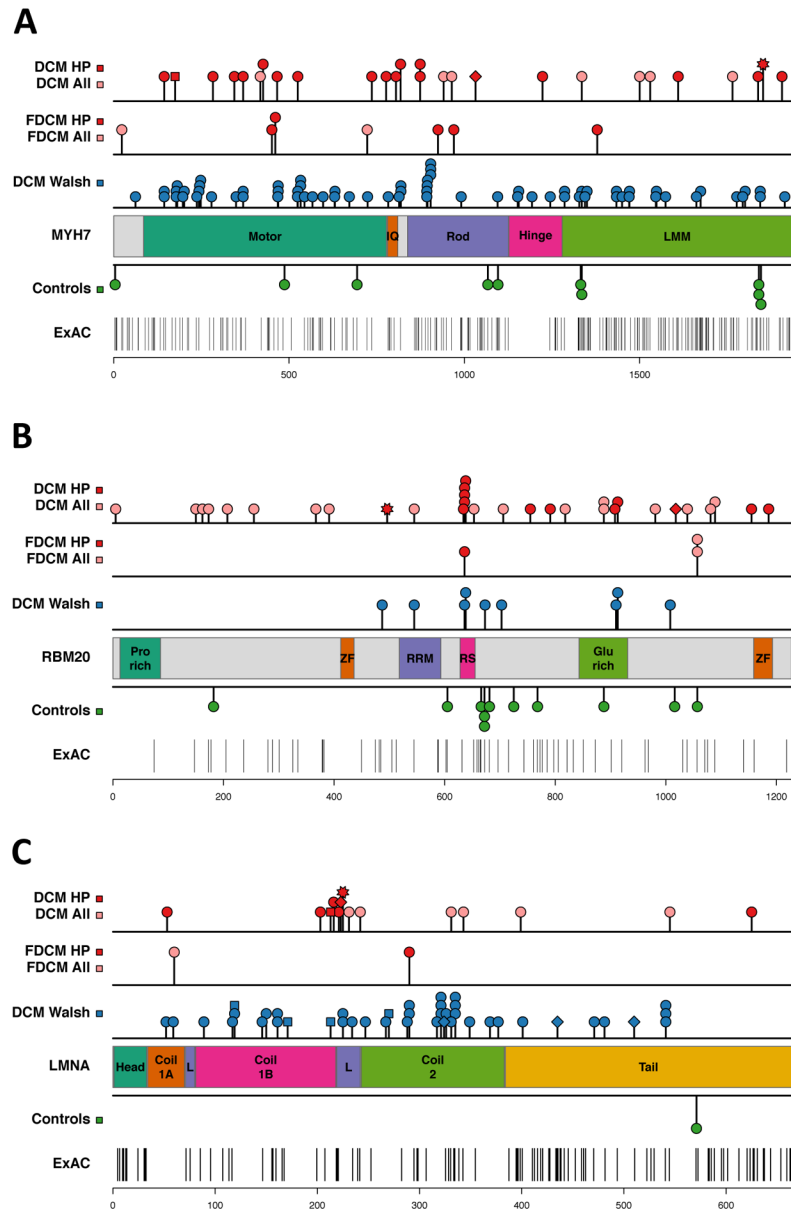 A
DCM HP
DCM All
FDCM HP
FDCM All
DCM Walsh
MYH7 Motor IQ Rod Hinge LMM
Controls
ExAC
0 500 1000 1500
B
DCM HP
DCM All
FDCM HP
FDCM All
DCM Walsh
RBM20 Pro rich ZF RRM RS Glu rich ZF
Controls
ExAC
0 200 400 600 800 1000 1200
C
DCM HP
DCM All
FDCM HP
FDCM All
DCM Walsh
LMNA Head Coil 1A L Coil 1B L Coil 2 Tail
Controls
ExAC
0 100 200 300 400 500 600